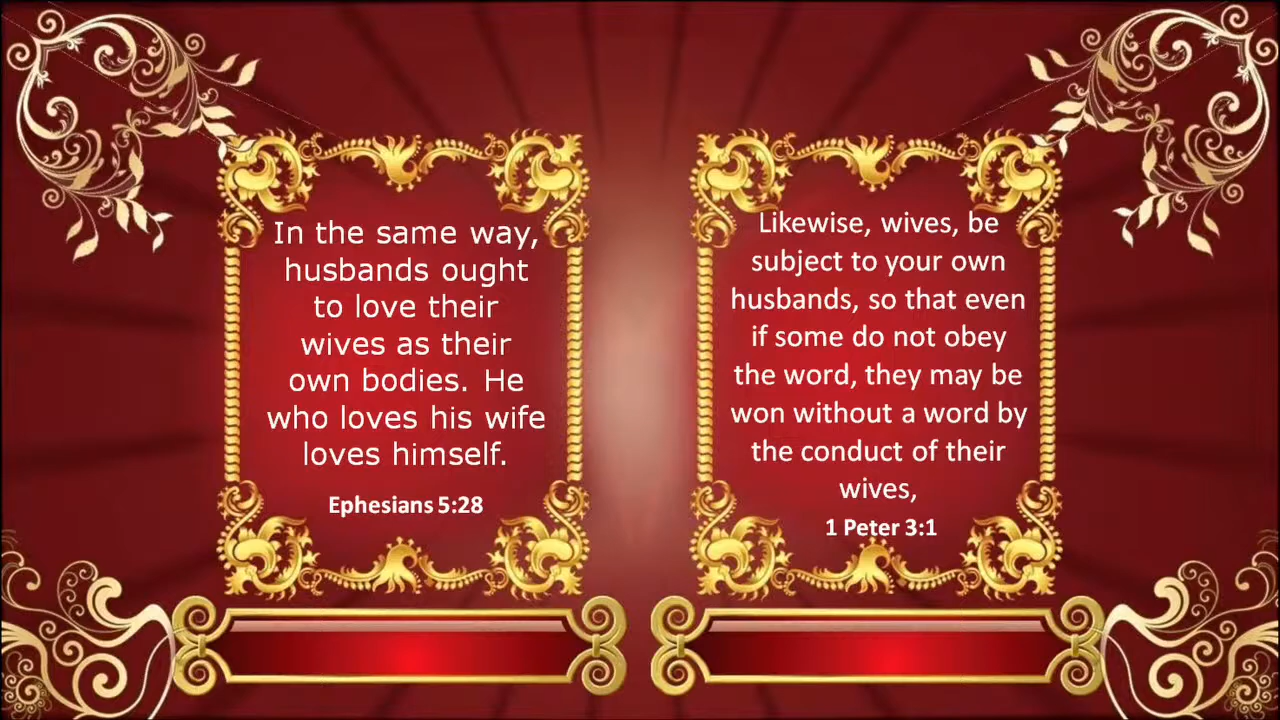 In the same way,
husbands ought
to love their
wives as their
own bodies. He
who loves his wife
loves himself.
Ephesians 5:28
Likewise, wives, be
subject to your own
husbands, so that even
if some do not obey
the word, they may be
won without a word by
the conduct of their
wives,
1 Peter 3:1